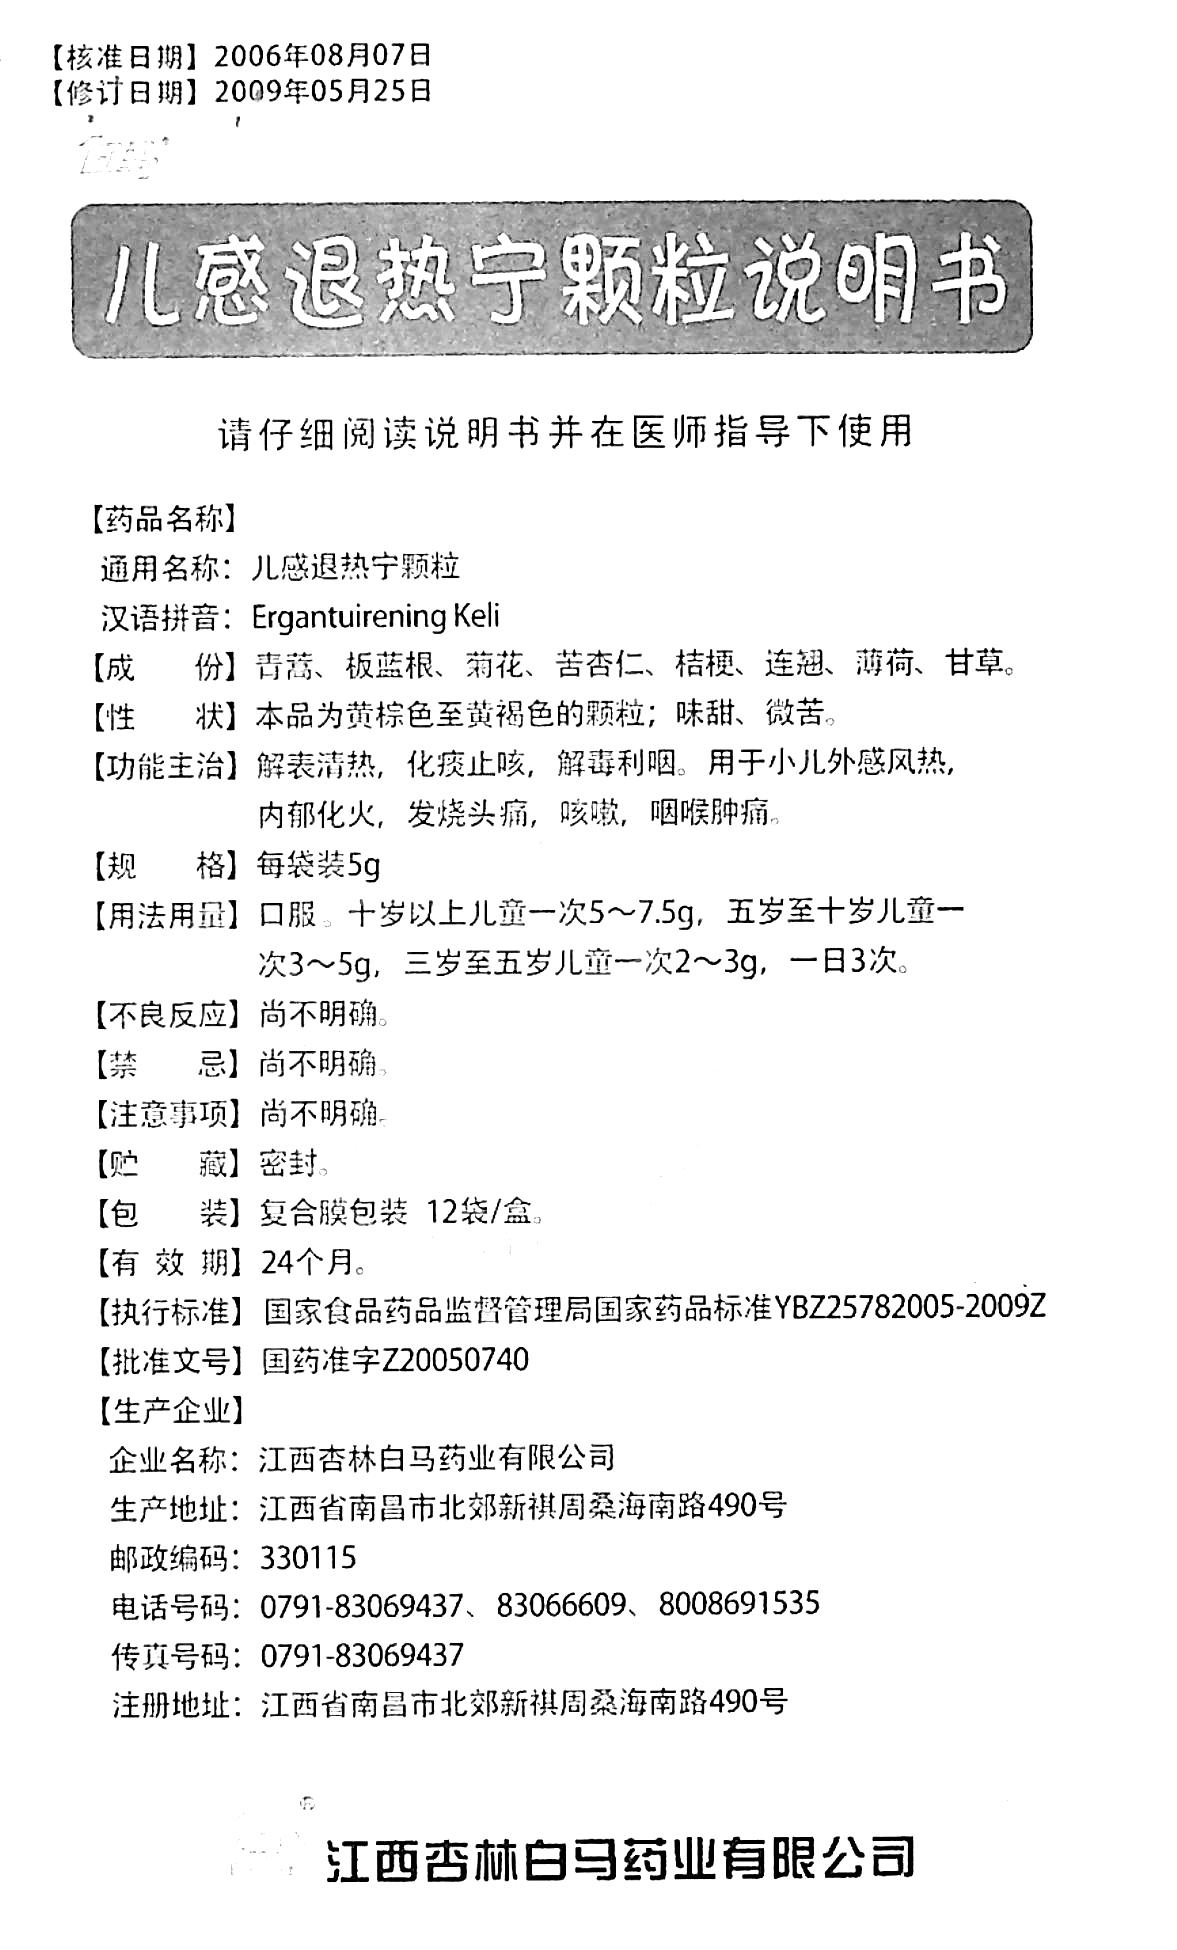 【核准日期】2006年08月07日
【修订日期】2009年05月25日
儿感退热宁颗粒说明书
请仔细阅读说明书并在医师指导下使用
【药品名称】
通用名称：儿感退热宁颗粒
汉语拼音：Ergantuirening Keli
【成 份】青蒿、板蓝根、菊花、苦杏仁、桔梗、连翘、薄荷、甘草。
【性 状】本品为黄棕色至黄褐色的颗粒；味甜、微苦。
【功能主治】解表清热，化痰止咳，解毒利咽。用于小儿外感风热，
内郁化火，发烧头痛，咳嗽，咽喉肿痛。
【规 格】每袋装5g
【用法用量】口服。十岁以上儿童一次5～7.5g，五岁至十岁儿童一
次3～5g，三岁至五岁儿童一次2～3g，一日3次。
【不良反应】尚不明确。
【禁 忌】尚不明确。
【注意事项】尚不明确。
【贮 藏】密封。
【包 装】复合膜包装 12袋/盒。
【有 效 期】24个月。
【执行标准】国家食品药品监督管理局国家药品标准YBZ25782005-2009Z
【批准文号】国药准字Z20050740
【生产企业】
企业名称：江西杏林白马药业有限公司
生产地址：江西省南昌市北郊新祺周桑海南路490号
邮政编码：330115
电话号码：0791-83069437、83066609、8008691535
传真号码：0791-83069437
注册地址：江西省南昌市北郊新祺周桑海南路490号
®
江西杏林白马药业有限公司